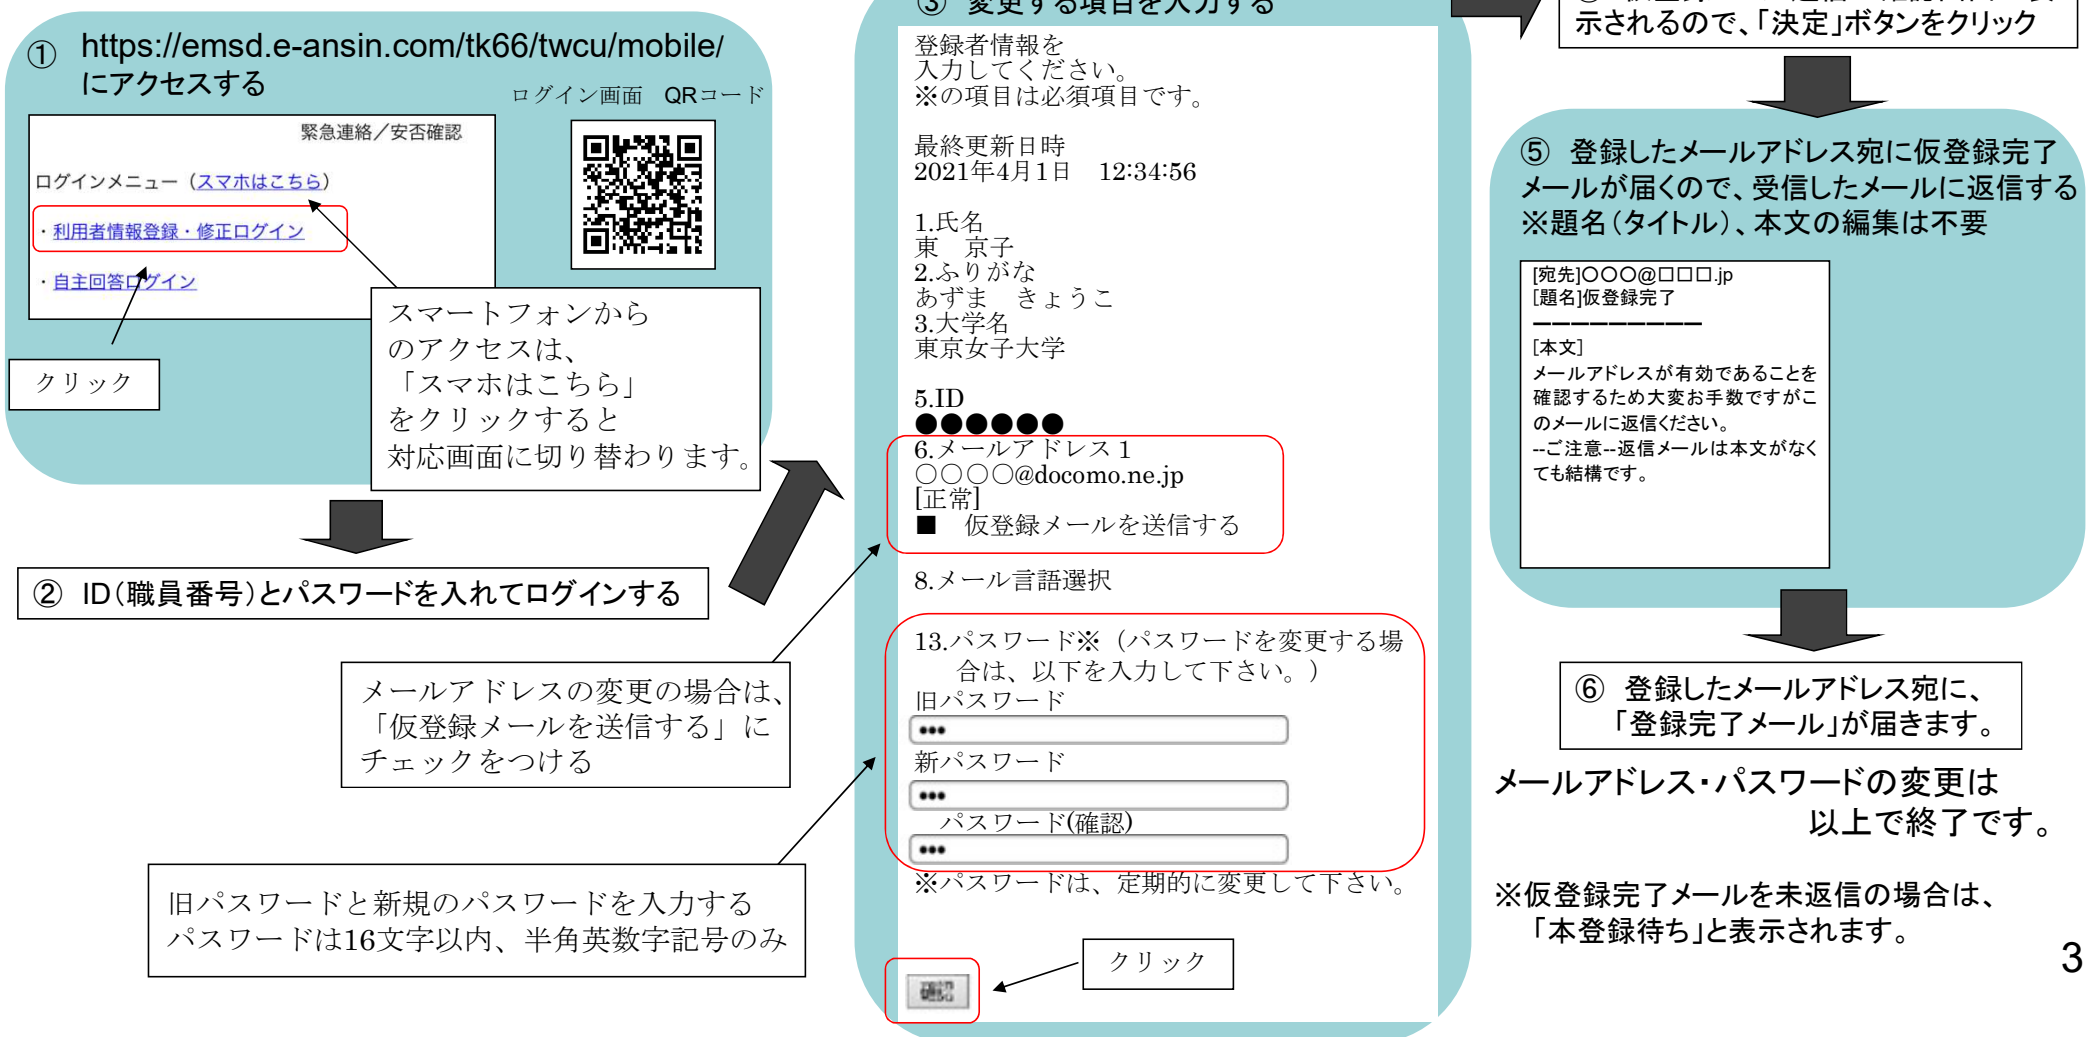 ① https://emsd.e-ansin.com/tk66/twcu/mobile/
にアクセスする
ログイン画面　QRコード
緊急連絡／安否確認
ログインメニュー（スマホはこちら）
・利用者情報登録・修正ログイン
・自主回答ログイン
クリック
スマートフォンから
のアクセスは、
「スマホはこちら」
をクリックすると
対応画面に切り替わります。
②　ID（職員番号）とパスワードを入れてログインする
メールアドレスの変更の場合は、
「仮登録メールを送信する」に
チェックをつける
旧パスワードと新規のパスワードを入力する
パスワードは16文字以内、半角英数字記号のみ
③　変更する項目を入力する
登録者情報を
入力してください。
※の項目は必須項目です。
最終更新日時
2021年4月1日　12:34:56
1.氏名
東　京子
2.ふりがな
あずま　きょうこ
3.大学名
東京女子大学
5.ID
●●●●●●
6.メールアドレス１
○○○○@docomo.ne.jp
[正常]
■　仮登録メールを送信する
8.メール言語選択
13.パスワード※（パスワードを変更する場
合は、以下を入力して下さい。）
旧パスワード
●●●
新パスワード
●●●
パスワード(確認)
●●●
※パスワードは、定期的に変更して下さい。
確認
クリック
示されるので、「決定」ボタンをクリック
⑤　登録したメールアドレス宛に仮登録完了
メールが届くので、受信したメールに返信する
※題名（タイトル）、本文の編集は不要
[宛先]〇〇〇@□□□.jp
[題名]仮登録完了
ーーーーーーーーー
[本文]
メールアドレスが有効であることを
確認するため大変お手数ですがこ
のメールに返信ください。
--ご注意--返信メールは本文がなく
ても結構です。
⑥　登録したメールアドレス宛に、
「登録完了メール」が届きます。
メールアドレス・パスワードの変更は
以上で終了です。
※仮登録完了メールを未返信の場合は、
「本登録待ち」と表示されます。
3